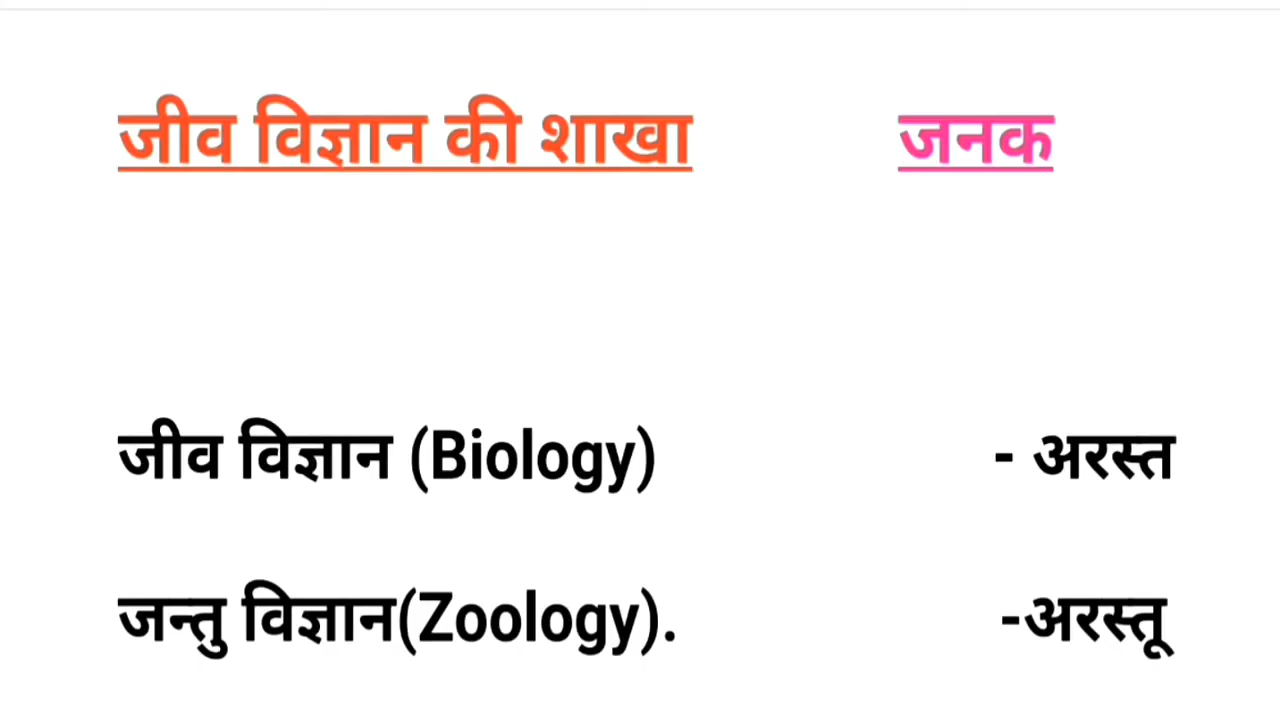 जीव विज्ञान की शाखा जनक
जीव विज्ञान (Biology) - अरस्त
जन्तु विज्ञान(Zoology). -अरस्तू